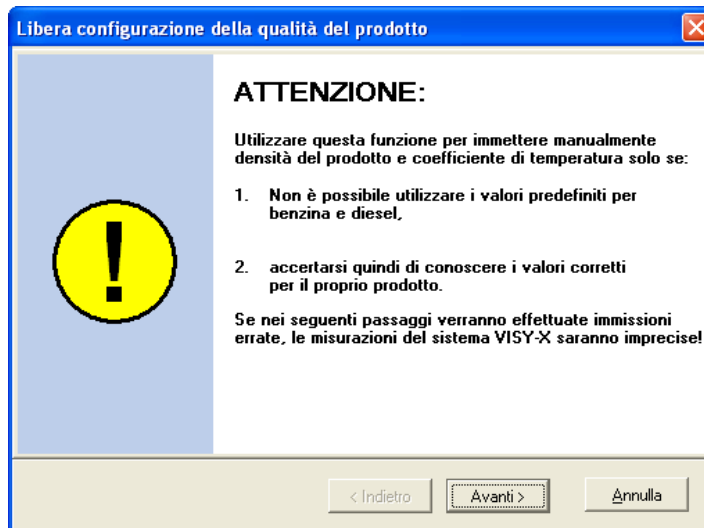 Libera configurazione della qualità del prodotto
ATTENZIONE:
Utilizzare questa funzione per immettere manualmente
densità del prodotto e coefficiente di temperatura solo se:
1. Non è possibile utilizzare i valori predefiniti per
benzina e diesel,
2. accertarsi quindi di conoscere i valori corretti
per il proprio prodotto.
Se nei seguenti passaggi verranno effettuate immissioni
errate, le misurazioni del sistema VISY-X saranno imprecise!
< Indietro
Avanti >
Annulla